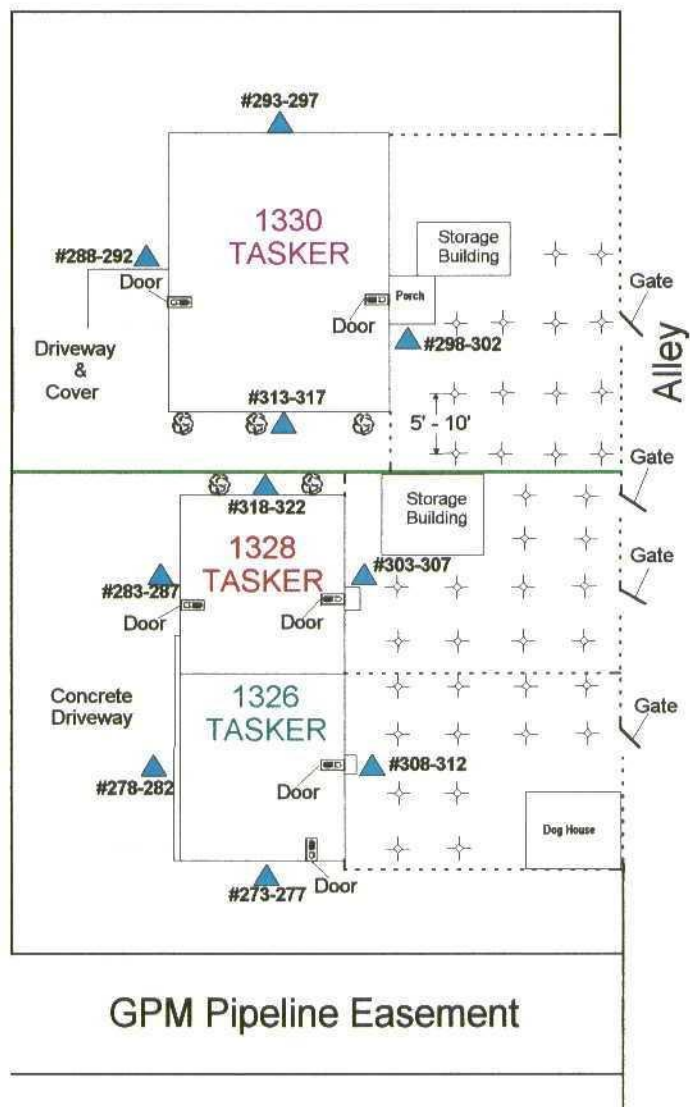 #293-297
1330
TASKER
Storage
Building
#288-292
Door
Gate
Porch
Door
#298-302
Driveway
&
Cover
Alley
#313-317
5' - 10'
Gate
#318-322
Storage
Building
1328
TASKER
#303-307
Gate
#283-287
Door
Door
1326
TASKER
Concrete
Driveway
Gate
#308-312
#278-282
Door
Dog House
Door
#273-277
GPM Pipeline Easement